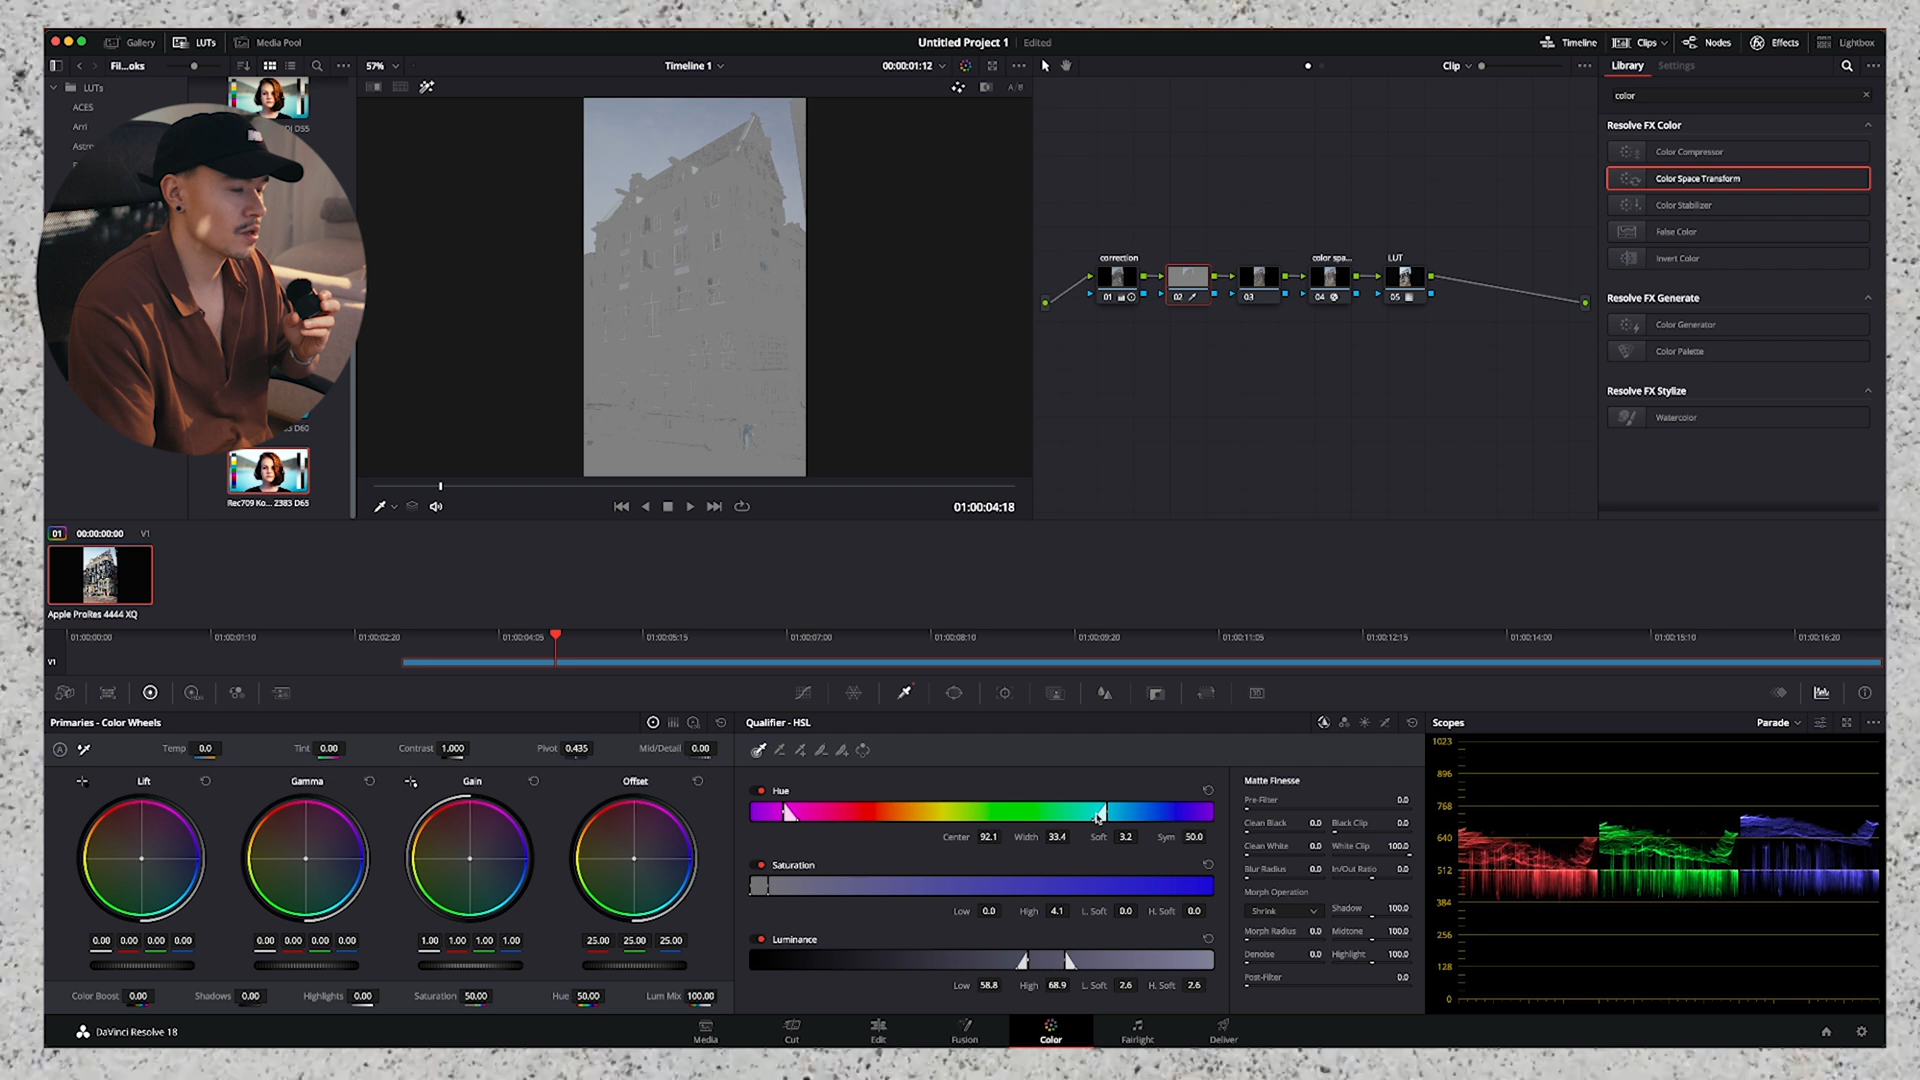 Gallery
LUTs
Media Pool
Untitled Project 1
Edited
Timeline
Clips
Nodes
Effects
Lightbox
Fil...oks
57%
Timeline 1
00:00:01:12
Clip
Library
Settings
LUTs
ACES
Arri
Astro
DI D55
A/B
color
Resolve FX Color
Color Compressor
Color Space Transform
Color Stabilizer
False Color
Invert Color
Resolve FX Generate
Color Generator
Color Palette
Resolve FX Stylize
Watercolor
correction
color spa...
LUT
01
02
03
04
05
D60
Rec709 Ko... 2383 D65
01:00:04:18
01
00:00:00:00
V1
Apple ProRes 4444 XQ
01:00:00:00
01:00:01:10
01:00:02:20
01:00:04:05
01:00:05:15
01:00:07:00
01:00:08:10
01:00:09:20
01:00:11:05
01:00:12:15
01:00:14:00
01:00:15:10
01:00:16:20
V1
Primaries - Color Wheels
Temp 0.0
Tint 0.00
Contrast 1.000
Pivot 0.435
Mid/Detail 0.00
Lift
Gamma
Gain
Offset
0.00 0.00 0.00 0.00
0.00 0.00 0.00 0.00
1.00 1.00 1.00 1.00
25.00 25.00 25.00
Color Boost 0.00
Shadows 0.00
Highlights 0.00
Saturation 50.00
Hue 50.00
Lum Mix 100.00
Qualifier - HSL
Hue
Center 92.1 Width 33.4 Soft 3.2 Sym 50.0
Saturation
Low 0.0 High 4.1 L. Soft 0.0 H. Soft 0.0
Luminance
Low 58.8 High 68.9 L. Soft 2.6 H. Soft 2.6
Matte Finesse
Pre-Filter 0.0
Clean Black 0.0 Black Clip 0.0
Clean White 0.0 White Clip 100.0
Blur Radius 0.0 In/Out Ratio 0.0
Morph Operation
Shrink Shadow 100.0
Morph Radius 0.0 Midtone 100.0
Denoise 0.0 Highlight 100.0
Post-Filter 0.0
Scopes
Parade
1023
896
768
640
512
384
256
128
0
DaVinci Resolve 18
Media
Cut
Edit
Fusion
Color
Fairlight
Deliver